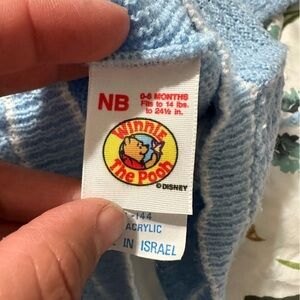 NB
0-6 MONTHS
Fits to 14 lbs.
to 24½ in.
Winnie
The Pooh
© DISNEY
-144
ACRYLIC
IN ISRAEL